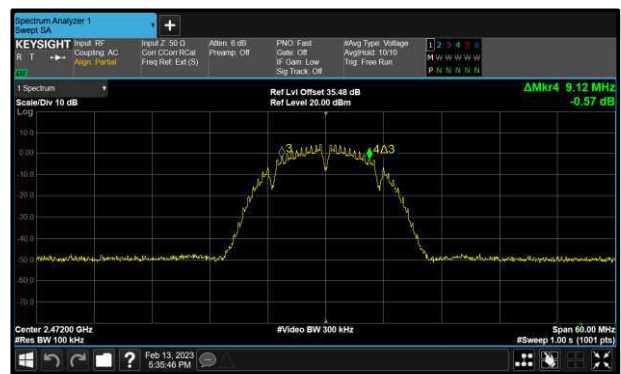 Spectrum Analyzer 1
Swept SA
+
KEYSIGHT
R T
Input: RF
Coupling: AC
Align: Partial
Input Z: 50 Ω
Corr CCorr RCal
Freq Ref: Ext (S)
Atten: 6 dB
Preamp: Off
PNO: Fast
Gate: Off
IF Gain: Low
Sig Track: Off
#Avg Type: Voltage
Avg|Hold: 10/10
Trig: Free Run
1 2 3 4 5 6
M W W W W W
P N N N N N
1 Spectrum
Scale/Div 10 dB
Ref Lvl Offset 35.48 dB
Ref Level 20.00 dBm
ΔMkr4 9.12 MHz
-0.57 dB
Log
10.0
0.00
-10.0
-20.0
-30.0
-40.0
-50.0
-60.0
-70.0
3
4Δ3
Center 2.47200 GHz
#Res BW 100 kHz
#Video BW 300 kHz
Span 60.00 MHz
#Sweep 1.00 s (1001 pts)
?
Feb 13, 2023
5:35:46 PM